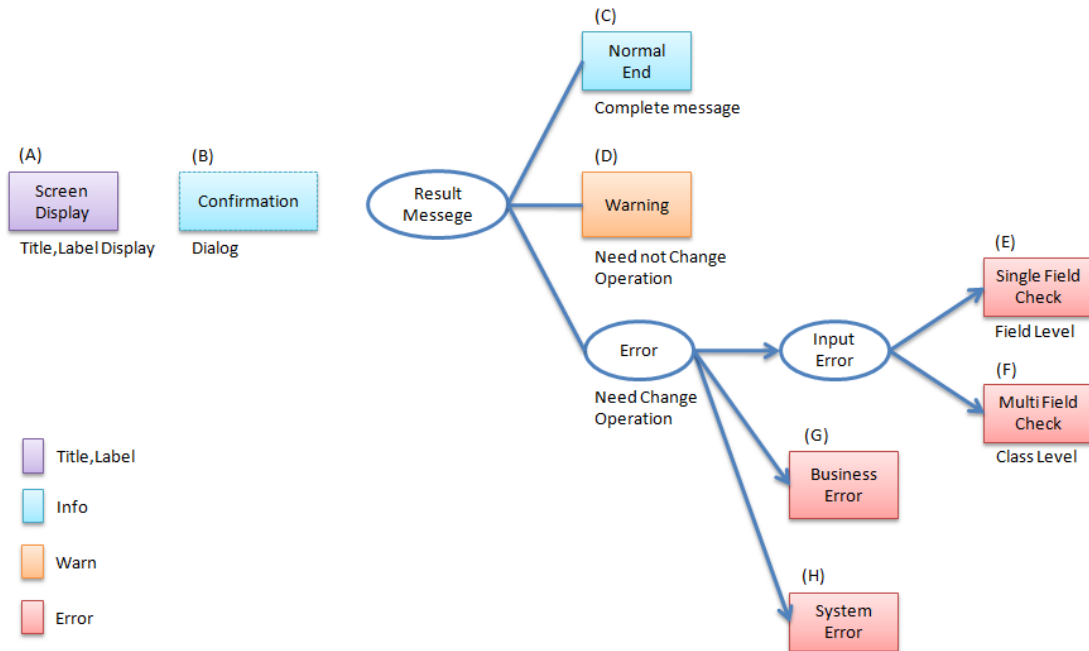 (A)
Screen
Display
Title,Label Display
(B)
Confirmation
Dialog
Result
Messege
(C)
Normal
End
Complete message
(D)
Warning
Need not Change
Operation
Error
Need Change
Operation
Input
Error
(E)
Single Field
Check
Field Level
(F)
Multi Field
Check
Class Level
(G)
Business
Error
(H)
System
Error
Title,Label
Info
Warn
Error